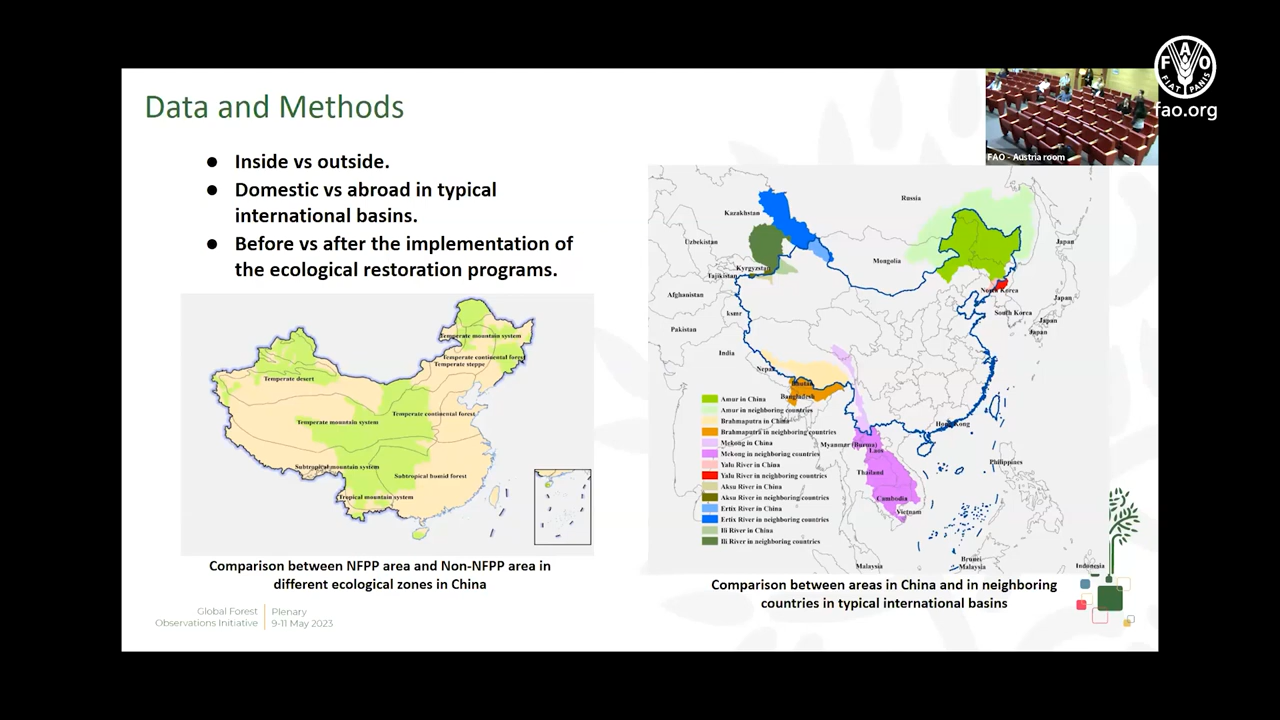 FAO
FIAT PANIS
fao.org
FAO - Austria room
Data and Methods
● Inside vs outside.
● Domestic vs abroad in typical
international basins.
● Before vs after the implementation of
the ecological restoration programs.
Temperate mountain system
Temperate continental forest
Temperate steppe
Temperate desert
Temperate continental forest
Temperate mountain system
Subtropical mountain system
Subtropical humid forest
Tropical mountain system
Comparison between NFPP area and Non-NFPP area in
different ecological zones in China
Russia
Kazakhstan
Uzbekistan
Mongolia
Japan
Kyrgyzstan
Tajikistan
Afghanistan
North Korea
Japan
ksmr
South Korea
Japan
Pakistan
Japan
India
Nepal
Bhutan
Bangladesh
Hong Kong
Myanmar (Burma)
Laos
Philippines
Thailand
Cambodia
Vietnam
Brunei
Malaysia
Malaysia
Indonesia
Amur in China
Amur in neighboring countries
Brahmaputra in China
Brahmaputra in neighboring countries
Mekong in China
Mekong in neighboring countries
Yalu River in China
Yalu River in neighboring countries
Aksu River in China
Aksu River in neighboring countries
Ertix River in China
Ertix River in neighboring countries
Ili River in China
Ili River in neighboring countries
Comparison between areas in China and in neighboring
countries in typical international basins
Global Forest
Observations Initiative
Plenary
9-11 May 2023